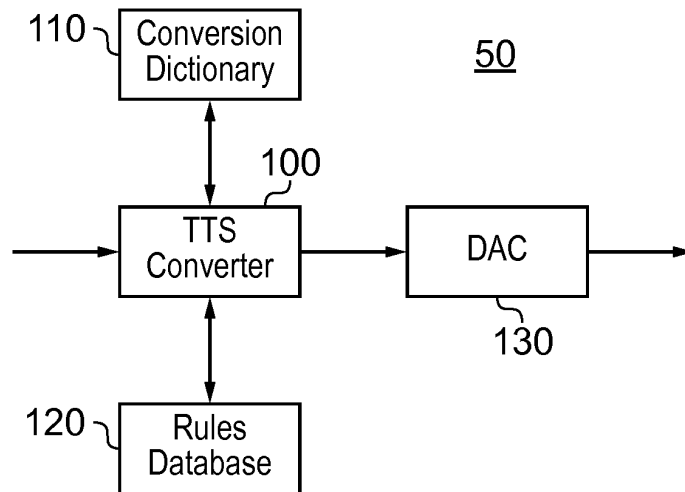 110
Conversion
Dictionary
50
100
TTS
Converter
DAC
130
120
Rules
Database